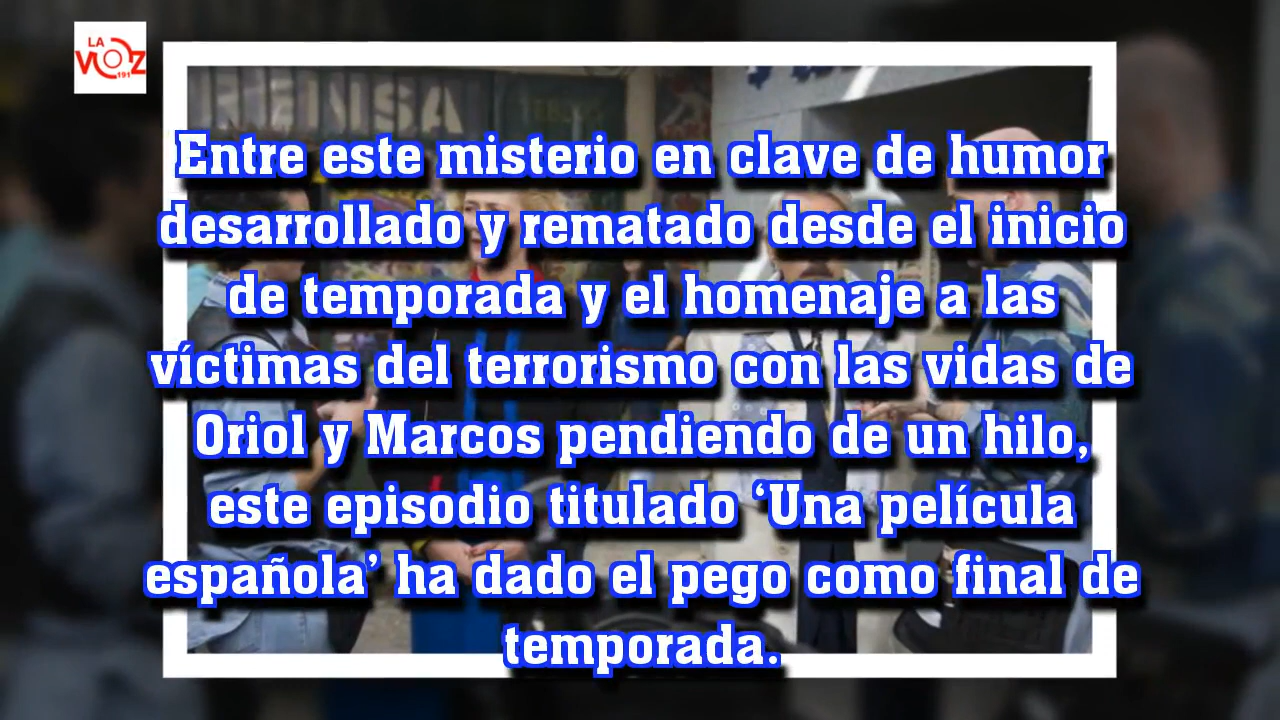 LA
VOZ
191
RENSA
Entre este misterio en clave de humor
desarrollado y rematado desde el inicio
de temporada y el homenaje a las
víctimas del terrorismo con las vidas de
Oriol y Marcos pendiendo de un hilo,
este episodio titulado ‘Una película
española’ ha dado el pego como final de
temporada.